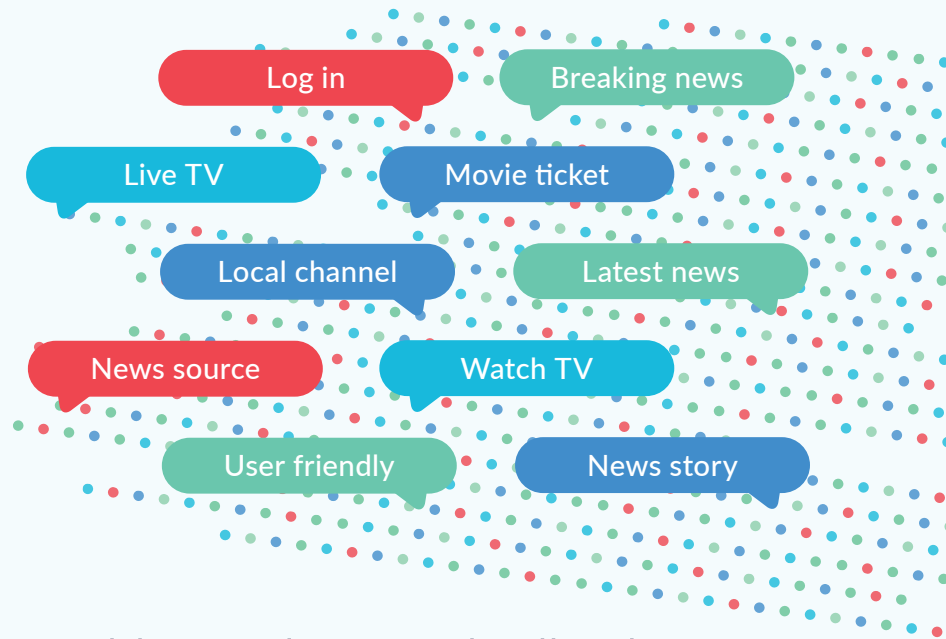 Log in
Breaking news
Live TV
Movie ticket
Local channel
Latest news
News source
Watch TV
User friendly
News story